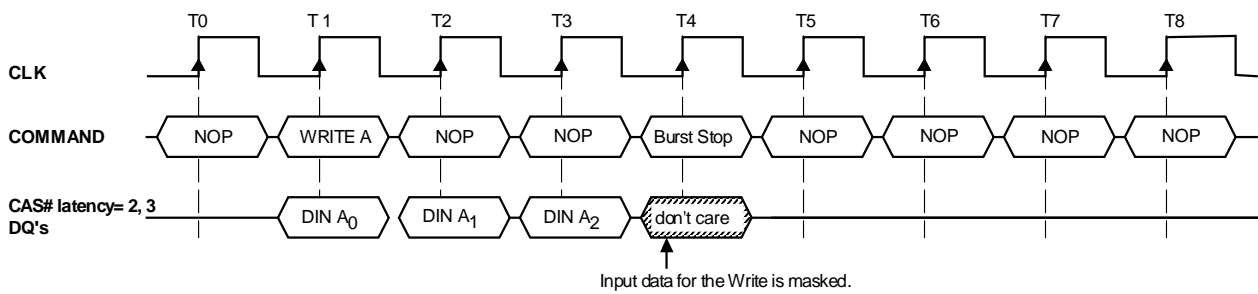 T0 T1 T2 T3 T4 T5 T6 T7 T8
CLK
COMMAND NOP WRITE A NOP NOP Burst Stop NOP NOP NOP NOP
CAS# latency= 2, 3
DQ's DIN A0 DIN A1 DIN A2 don't care
Input data for the Write is masked.